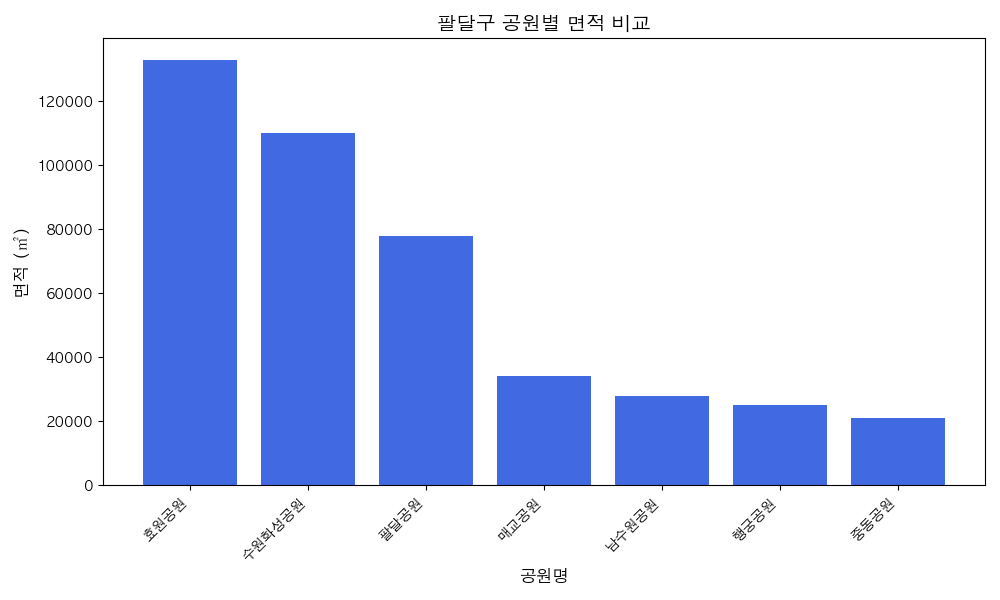 팔달구 공원별 면적 비교
면적 (㎡)
120000
100000
80000
60000
40000
20000
0
효원공원
수원화성공원
팔달공원
매교공원
남수원공원
행궁공원
중동공원
공원명